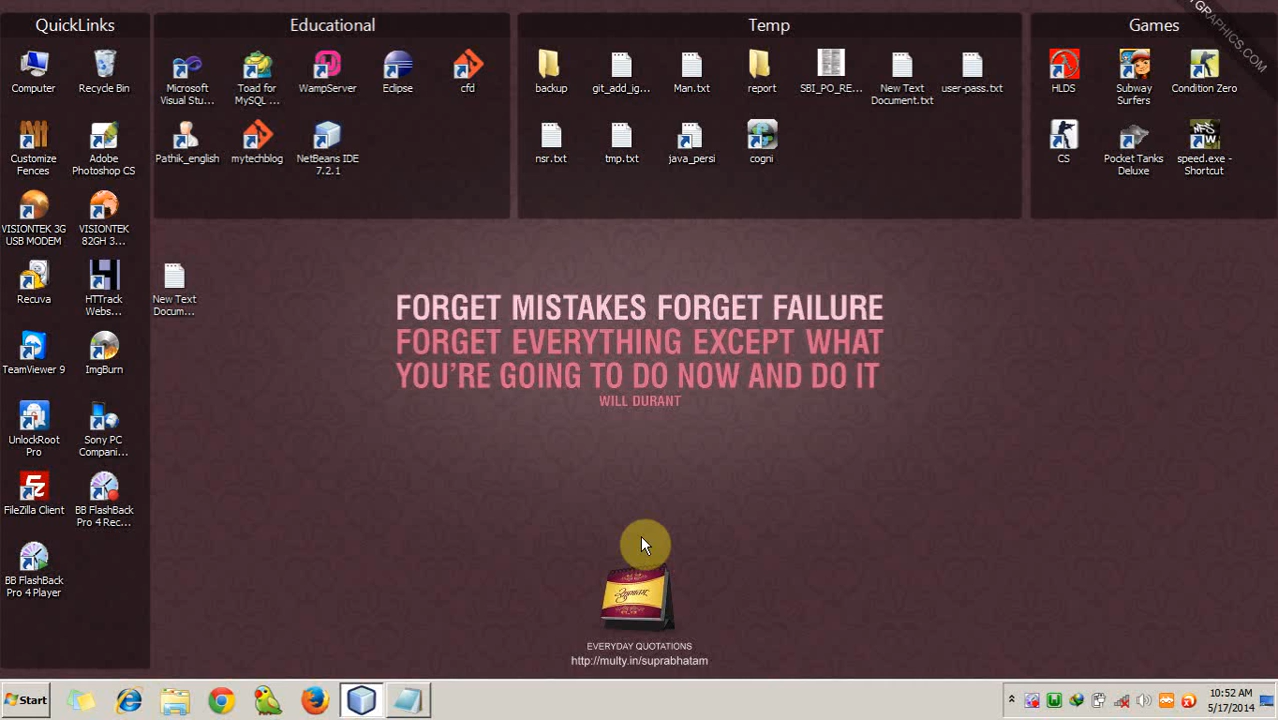 QuickLinks
Educational
Temp
Games
TGRAPHICS.COM
Computer
Recycle Bin
Microsoft
Visual Stu...
Toad for
MySQL ...
WampServer
Eclipse
cfd
backup
git_add_ig...
Man.txt
report
SBI_PO_RE...
New Text
Document.txt
user-pass.txt
HLDS
Subway
Surfers
Condition Zero
Customize
Fences
Adobe
Photoshop CS
Pathik_english
mytechblog
NetBeans IDE
7.2.1
nsr.txt
tmp.txt
java_persi
cogni
CS
Pocket Tanks
Deluxe
speed.exe -
Shortcut
VISIONTEK 3G
USB MODEM
VISIONTEK
82GH 3...
Recuva
HTTrack
Webs...
New Text
Docum...
TeamViewer 9
ImgBurn
UnlockRoot
Pro
Sony PC
Compani...
FileZilla Client
BB FlashBack
Pro 4 Rec...
BB FlashBack
Pro 4 Player
FORGET MISTAKES FORGET FAILURE
FORGET EVERYTHING EXCEPT WHAT
YOU'RE GOING TO DO NOW AND DO IT
WILL DURANT
EVERYDAY QUOTATIONS
http://multy.in/suprabhatam
Start
10:52 AM
5/17/2014